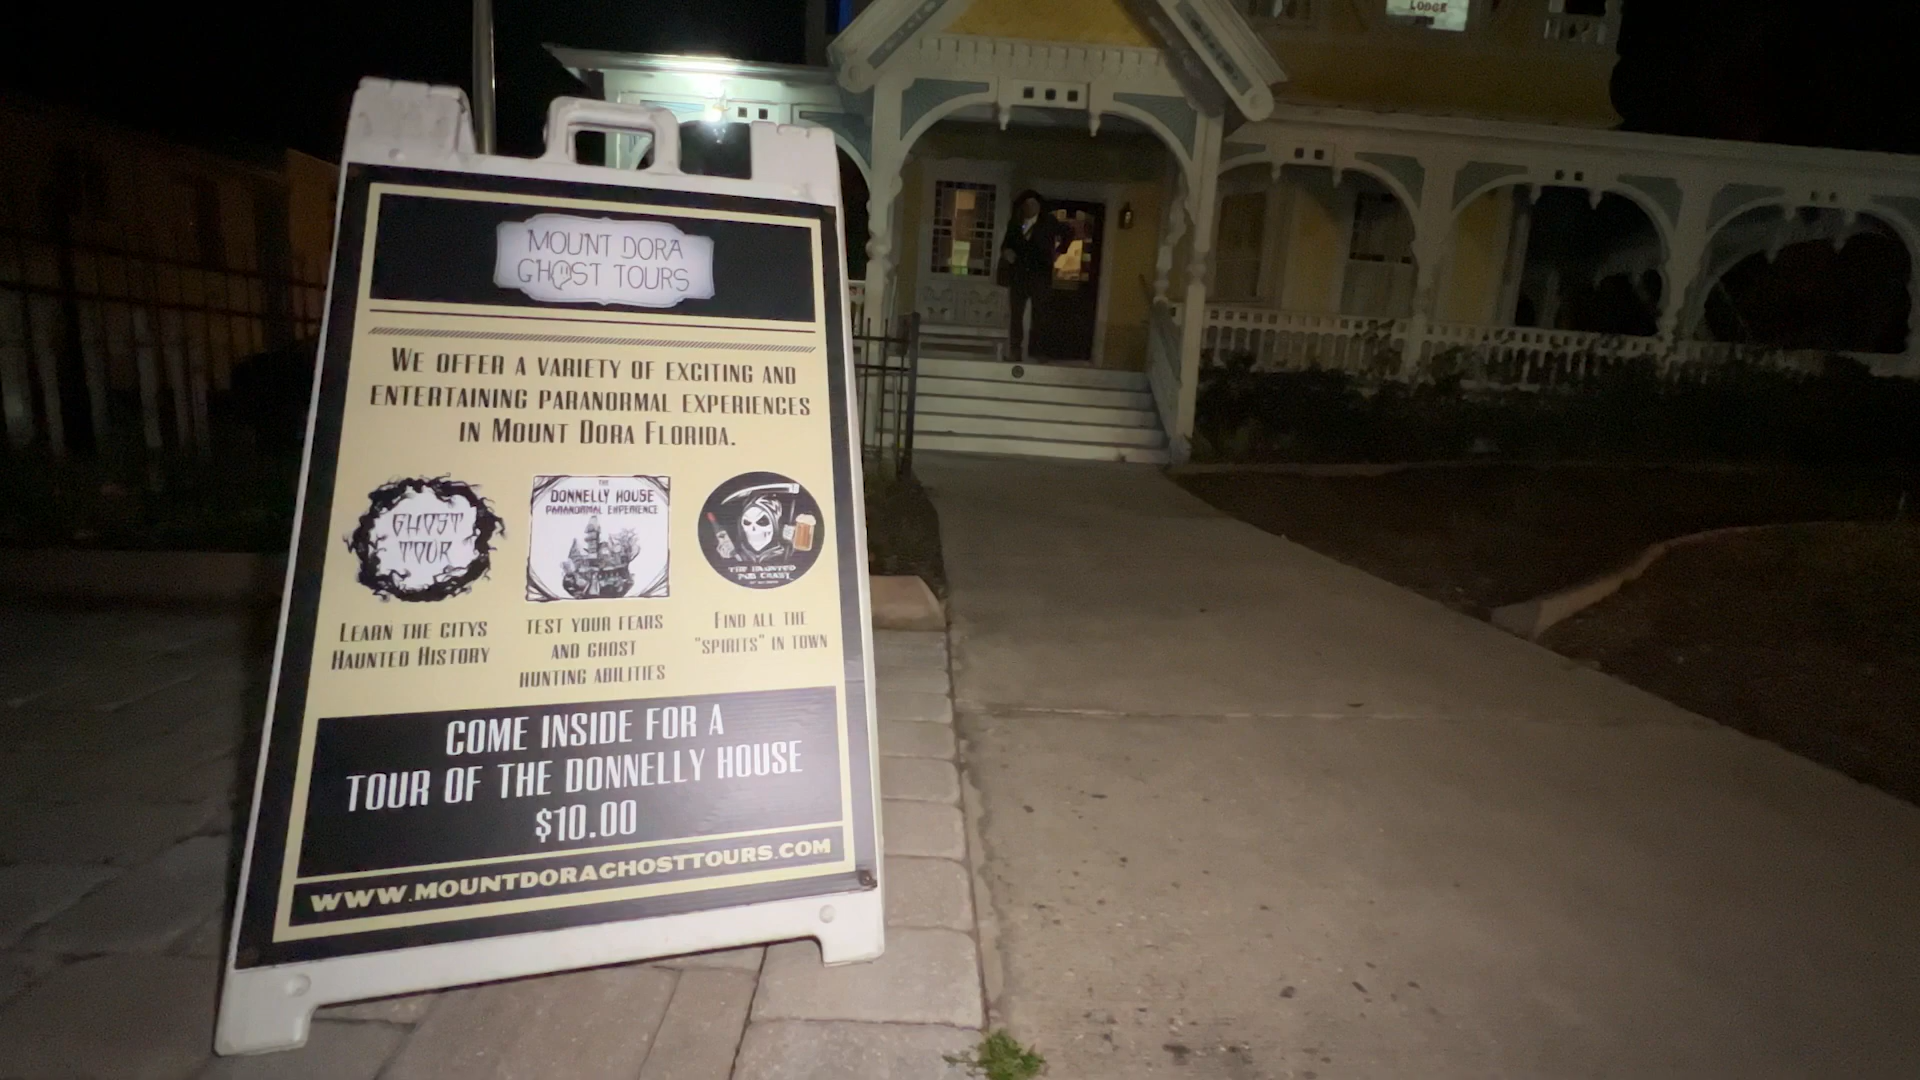 LODGE
MOUNT DORA
GHOST TOURS
WE OFFER A VARIETY OF EXCITING AND
ENTERTAINING PARANORMAL EXPERIENCES
IN MOUNT DORA FLORIDA.
GHOST
TOUR
THE
DONNELLY HOUSE
PARANORMAL EXPERIENCE
THE HAUNTED
PUB CRAWL
LEARN THE CITYS
HAUNTED HISTORY
TEST YOUR FEARS
AND GHOST
HUNTING ABILITIES
FIND ALL THE
"SPIRITS" IN TOWN
COME INSIDE FOR A
TOUR OF THE DONNELLY HOUSE
$10.00
WWW.MOUNTDORAGHOSTTOURS.COM